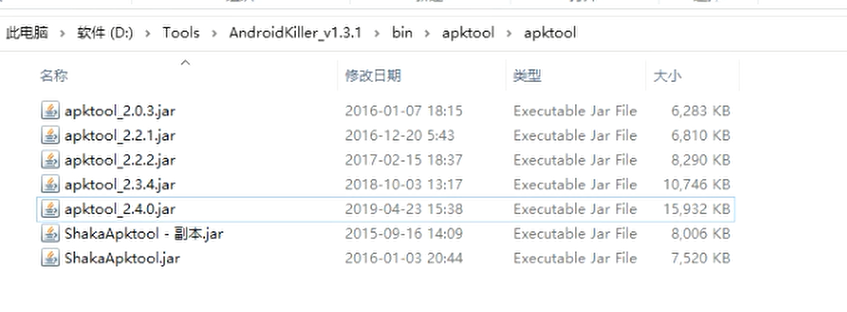 此电脑 › 软件 (D:) › Tools › AndroidKiller_v1.3.1 › bin › apktool › apktool
名称 修改日期 类型 大小
apktool_2.0.3.jar 2016-01-07 18:15 Executable Jar File 6,283 KB
apktool_2.2.1.jar 2016-12-20 5:43 Executable Jar File 6,810 KB
apktool_2.2.2.jar 2017-02-15 18:37 Executable Jar File 8,290 KB
apktool_2.3.4.jar 2018-10-03 13:17 Executable Jar File 10,746 KB
apktool_2.4.0.jar 2019-04-23 15:38 Executable Jar File 15,932 KB
ShakaApktool - 副本.jar 2015-09-16 14:09 Executable Jar File 8,006 KB
ShakaApktool.jar 2016-01-03 20:44 Executable Jar File 7,520 KB